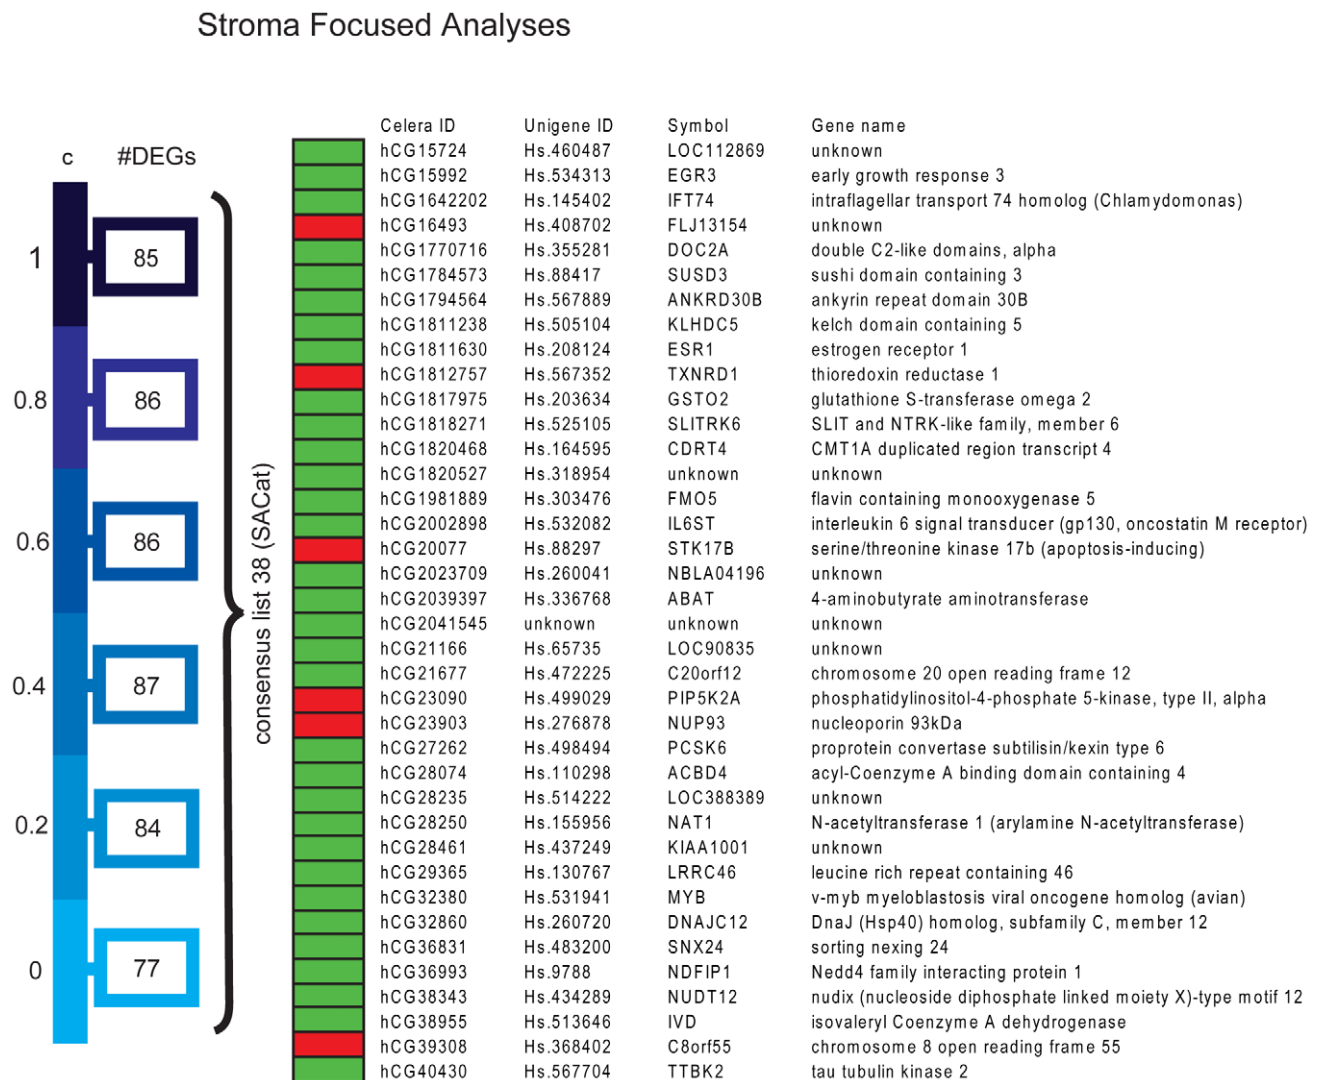 Stroma Focused Analyses
c #DEGs
1 85
0.8 86
0.6 86
0.4 87
0.2 84
0 77
consensus list 38 (SACat)
Celera ID Unigene ID Symbol Gene name
hCG15724 Hs.460487 LOC112869 unknown
hCG15992 Hs.534313 EGR3 early growth response 3
hCG1642202 Hs.145402 IFT74 intraflagellar transport 74 homolog (Chlamydomonas)
hCG16493 Hs.408702 FLJ13154 unknown
hCG1770716 Hs.355281 DOC2A double C2-like domains, alpha
hCG1784573 Hs.88417 SUSD3 sushi domain containing 3
hCG1794564 Hs.567889 ANKRD30B ankyrin repeat domain 30B
hCG1811238 Hs.505104 KLHDC5 kelch domain containing 5
hCG1811630 Hs.208124 ESR1 estrogen receptor 1
hCG1812757 Hs.567352 TXNRD1 thioredoxin reductase 1
hCG1817975 Hs.203634 GSTO2 glutathione S-transferase omega 2
hCG1818271 Hs.525105 SLITRK6 SLIT and NTRK-like family, member 6
hCG1820468 Hs.164595 CDRT4 CMT1A duplicated region transcript 4
hCG1820527 Hs.318954 unknown unknown
hCG1981889 Hs.303476 FMO5 flavin containing monooxygenase 5
hCG2002898 Hs.532082 IL6ST interleukin 6 signal transducer (gp130, oncostatin M receptor)
hCG20077 Hs.88297 STK17B serine/threonine kinase 17b (apoptosis-inducing)
hCG2023709 Hs.260041 NBLA04196 unknown
hCG2039397 Hs.336768 ABAT 4-aminobutyrate aminotransferase
hCG2041545 unknown unknown unknown
hCG21166 Hs.65735 LOC90835 unknown
hCG21677 Hs.472225 C20orf12 chromosome 20 open reading frame 12
hCG23090 Hs.499029 PIP5K2A phosphatidylinositol-4-phosphate 5-kinase, type II, alpha
hCG23903 Hs.276878 NUP93 nucleoporin 93kDa
hCG27262 Hs.498494 PCSK6 proprotein convertase subtilisin/kexin type 6
hCG28074 Hs.110298 ACBD4 acyl-Coenzyme A binding domain containing 4
hCG28235 Hs.514222 LOC388389 unknown
hCG28250 Hs.155956 NAT1 N-acetyltransferase 1 (arylamine N-acetyltransferase)
hCG28461 Hs.437249 KIAA1001 unknown
hCG29365 Hs.130767 LRRC46 leucine rich repeat containing 46
hCG32380 Hs.531941 MYB v-myb myeloblastosis viral oncogene homolog (avian)
hCG32860 Hs.260720 DNAJC12 DnaJ (Hsp40) homolog, subfamily C, member 12
hCG36831 Hs.483200 SNX24 sorting nexing 24
hCG36993 Hs.9788 NDFIP1 Nedd4 family interacting protein 1
hCG38343 Hs.434289 NUDT12 nudix (nucleoside diphosphate linked moiety X)-type motif 12
hCG38955 Hs.513646 IVD isovaleryl Coenzyme A dehydrogenase
hCG39308 Hs.368402 C8orf55 chromosome 8 open reading frame 55
hCG40430 Hs.567704 TTBK2 tau tubulin kinase 2